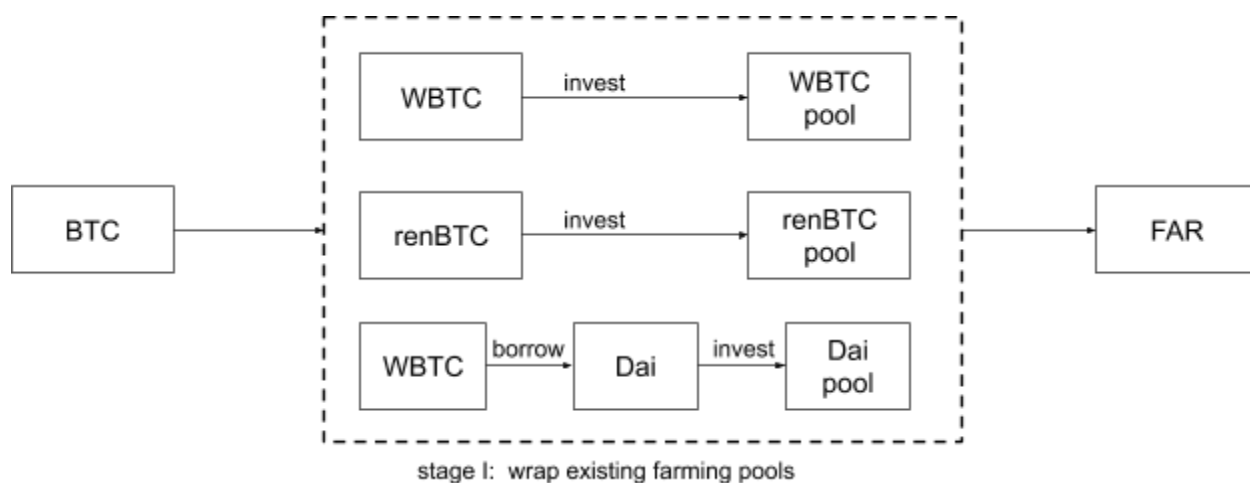 BTC
WBTC
invest
WBTC
pool
renBTC
invest
renBTC
pool
WBTC
borrow
Dai
invest
Dai
pool
FAR
stage I: wrap existing farming pools